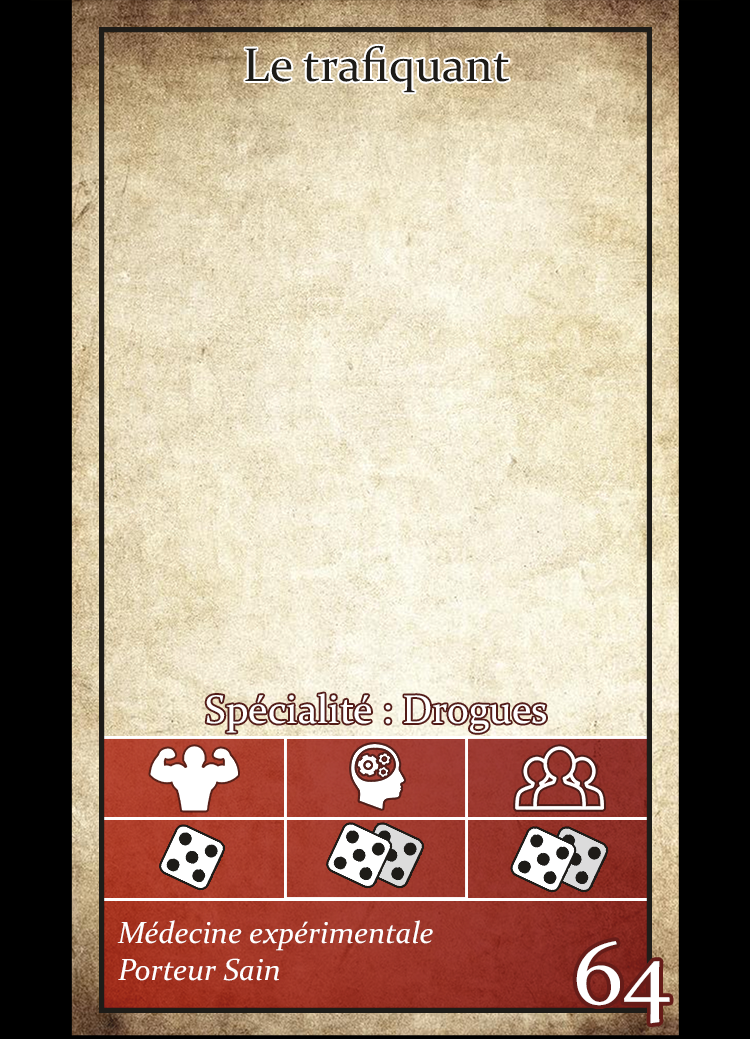 Le trafiquant
Spécialité : Drogues
Médecine expérimentale
Porteur Sain
64